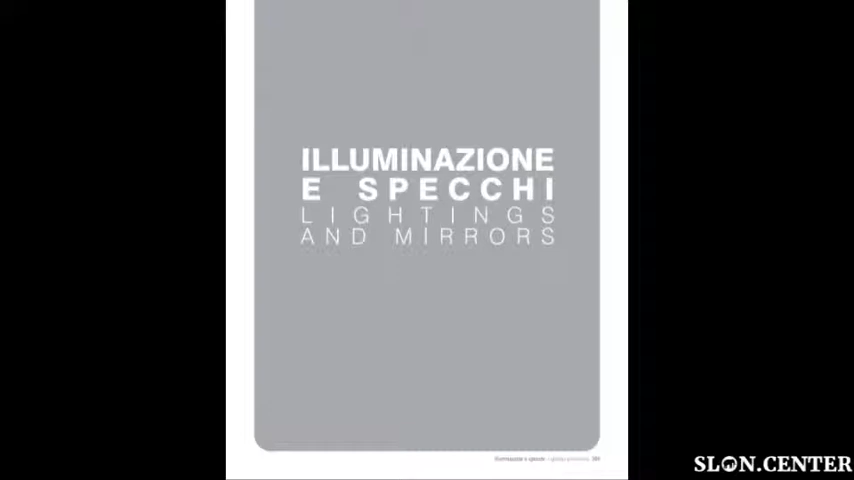 ILLUMINAZIONE
E SPECCHI
LIGHTINGS
AND MIRRORS
SLON.CENTER